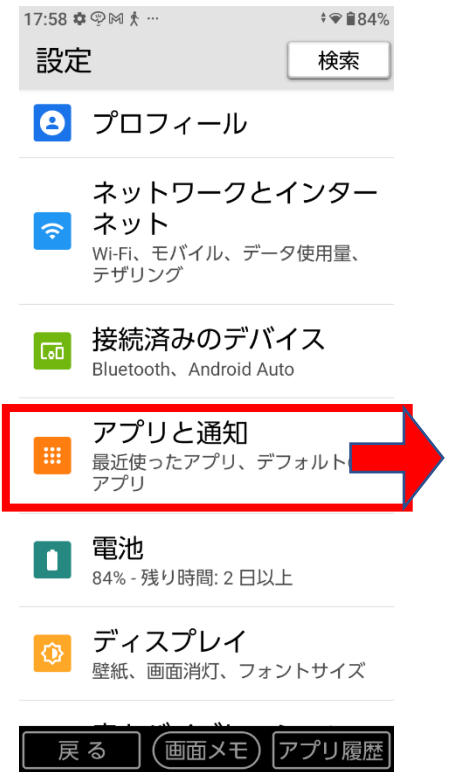 17:58 … 84%
設定 検索
プロフィール
ネットワークとインター
ネット
Wi-Fi、モバイル、データ使用量、
テザリング
接続済みのデバイス
Bluetooth、Android Auto
アプリと通知
最近使ったアプリ、デフォルト
アプリ
電池
84% - 残り時間: 2 日以上
ディスプレイ
壁紙、画面消灯、フォントサイズ
戻る 画面メモ アプリ履歴